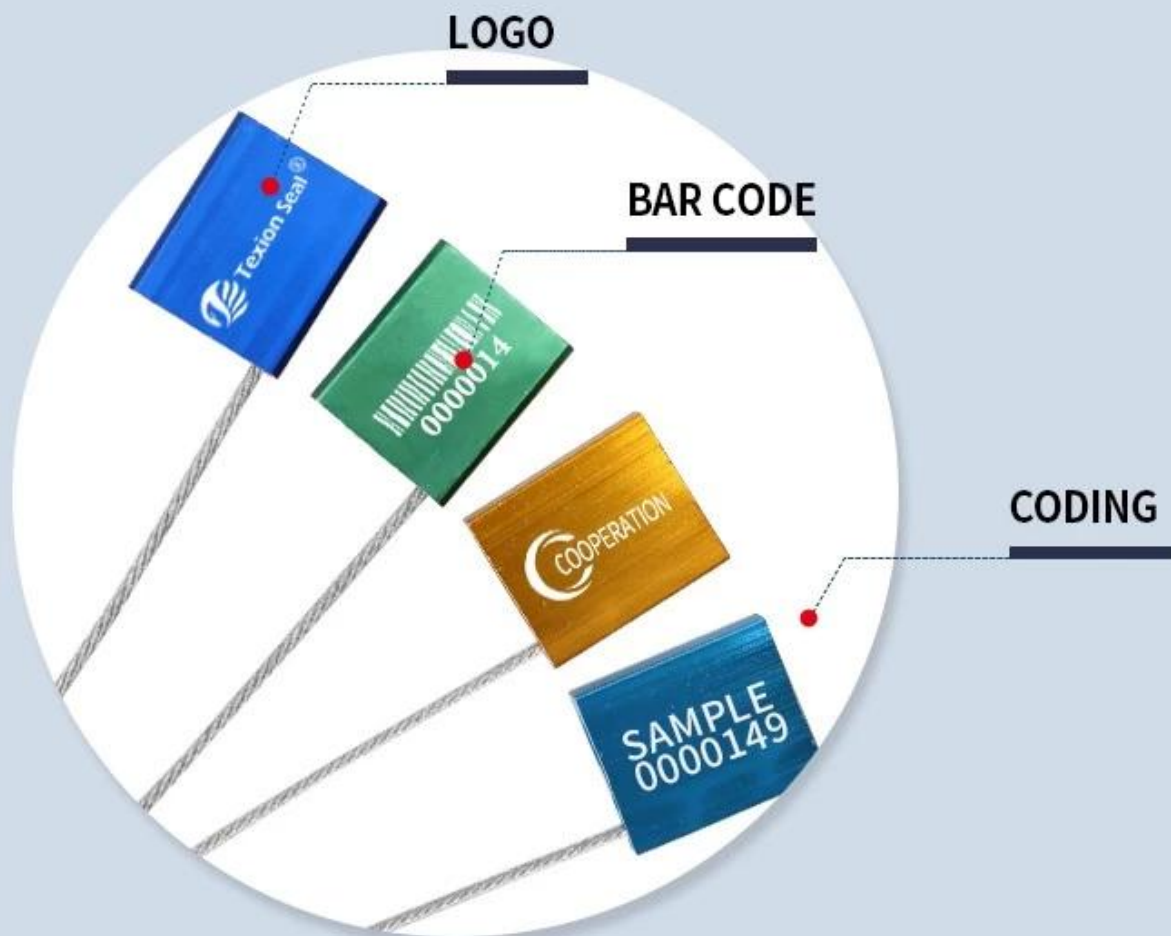 LOGO
Texion Seal®
BAR CODE
0000014
COOPERATION
CODING
SAMPLE
0000149